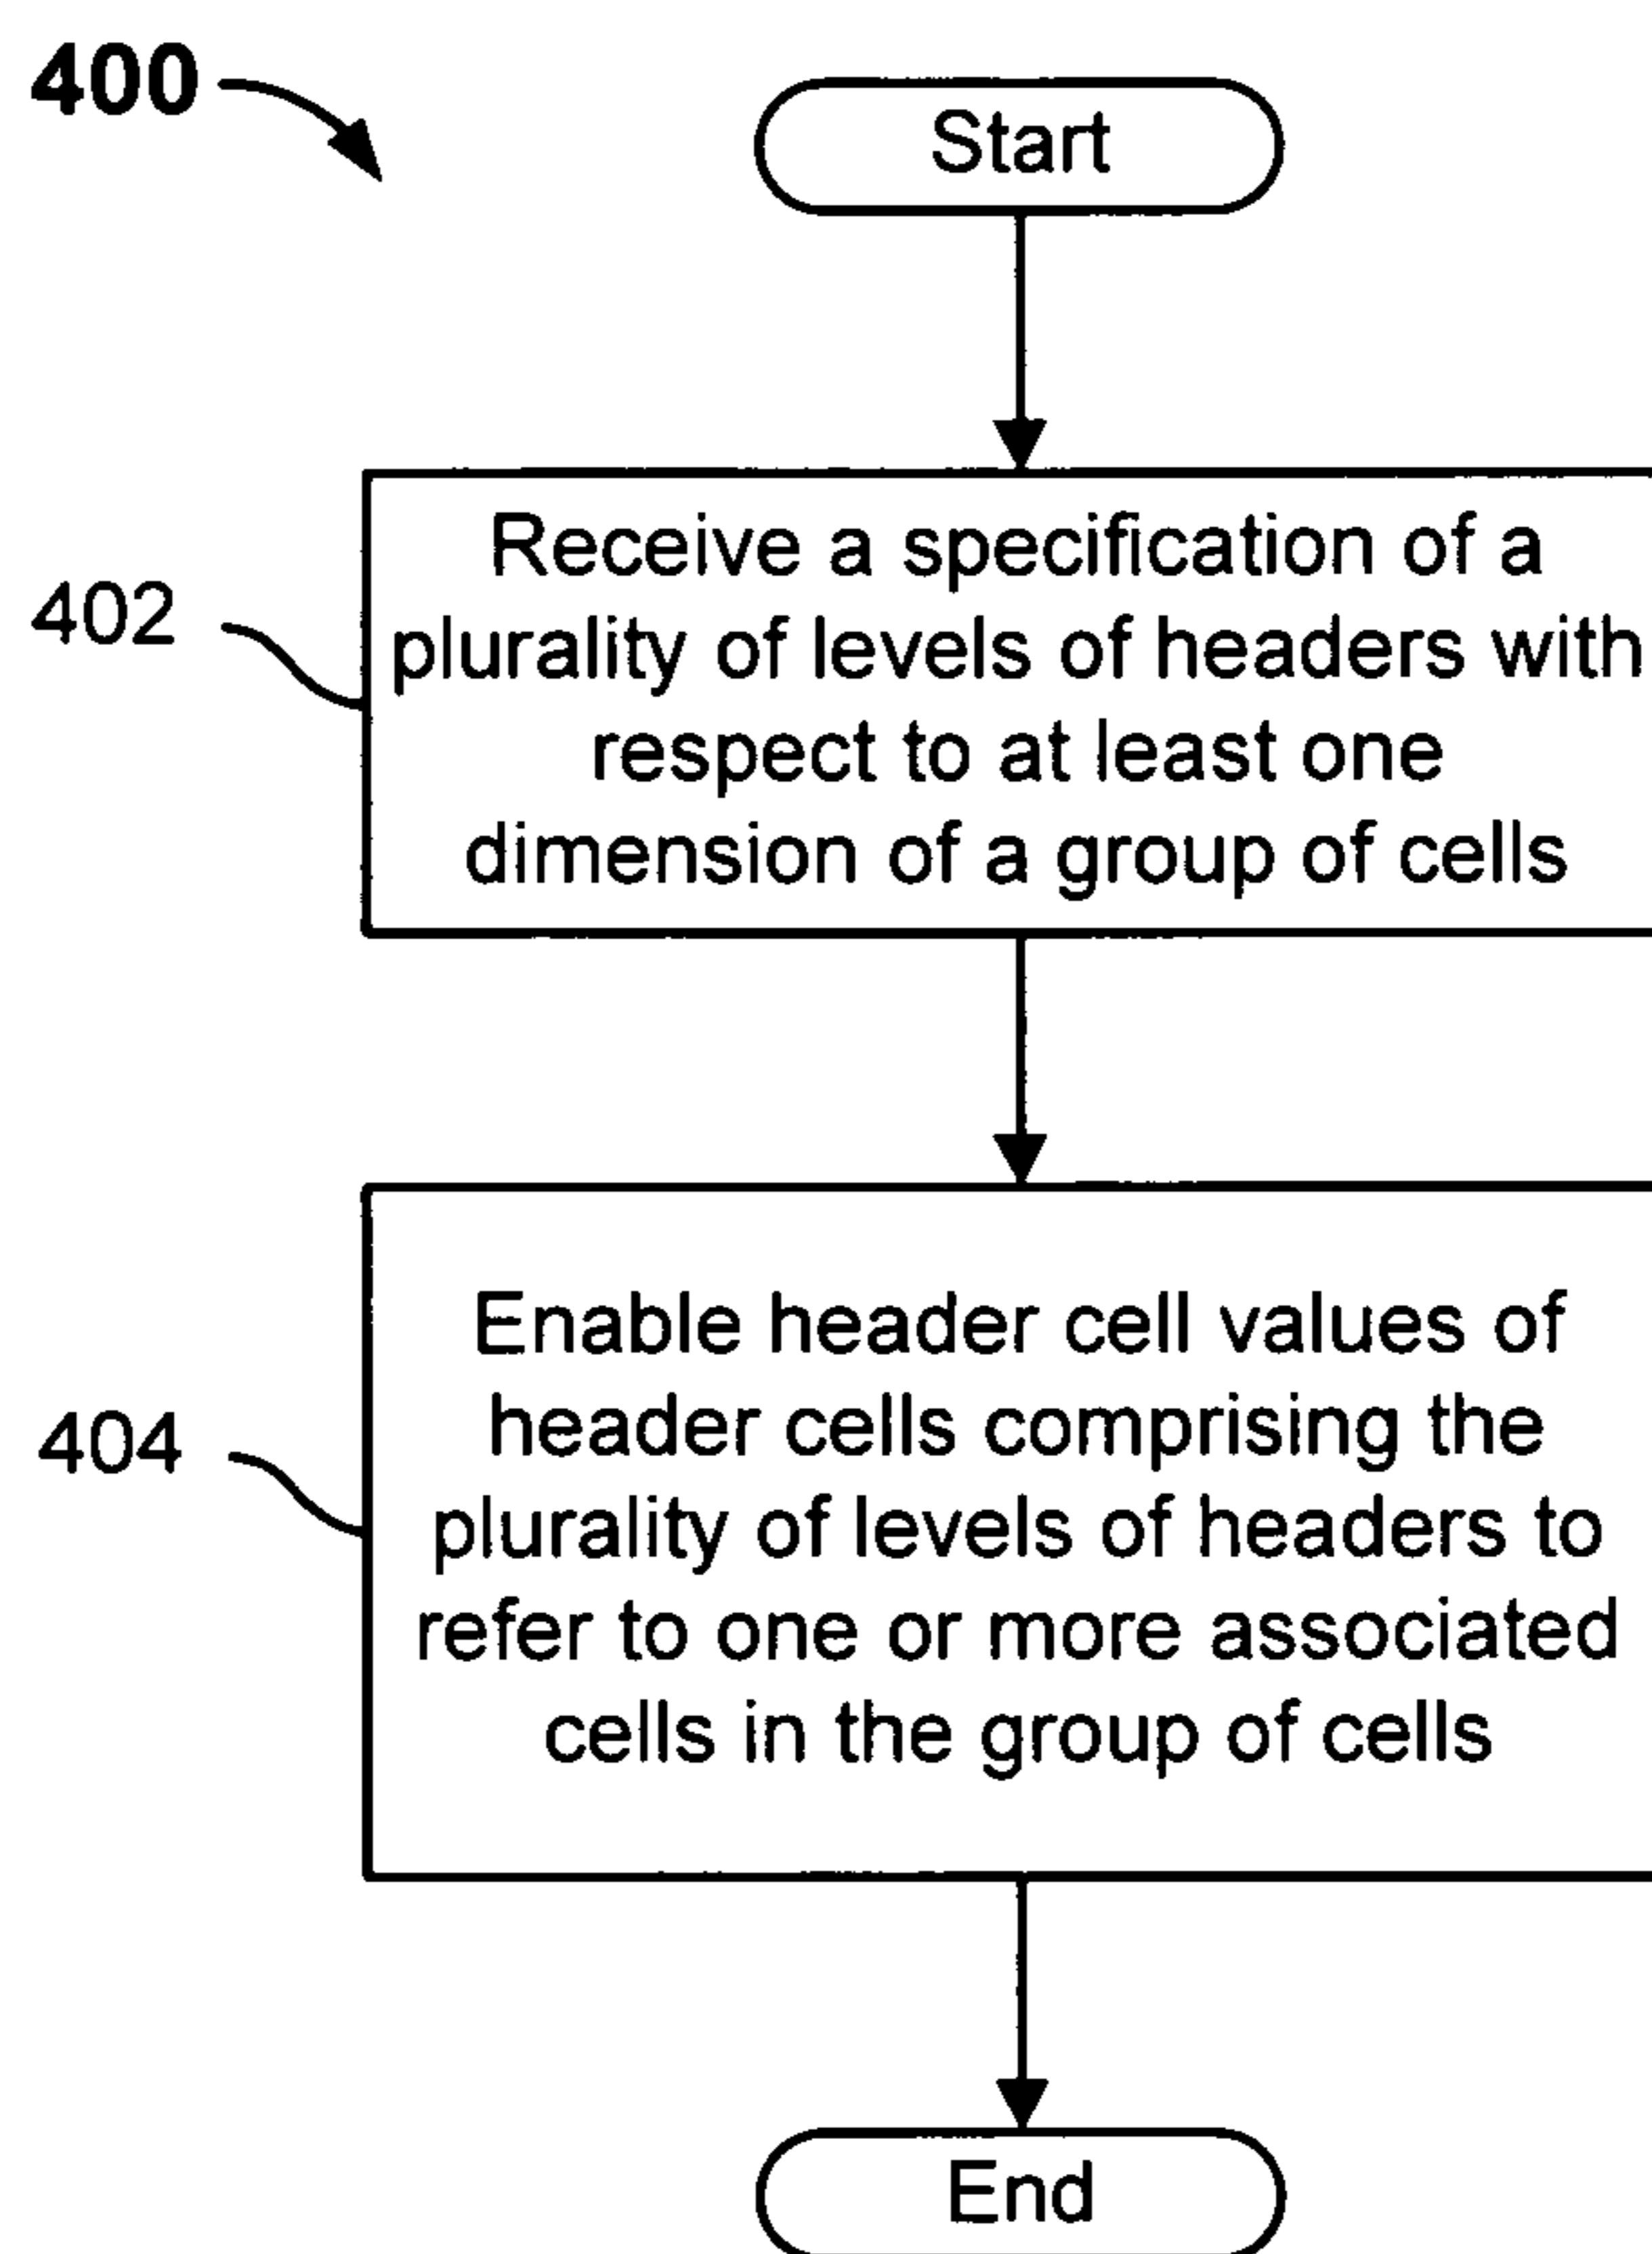 400
Start
402
Receive a specification of a
plurality of levels of headers with
respect to at least one
dimension of a group of cells
404
Enable header cell values of
header cells comprising the
plurality of levels of headers to
refer to one or more associated
cells in the group of cells
End